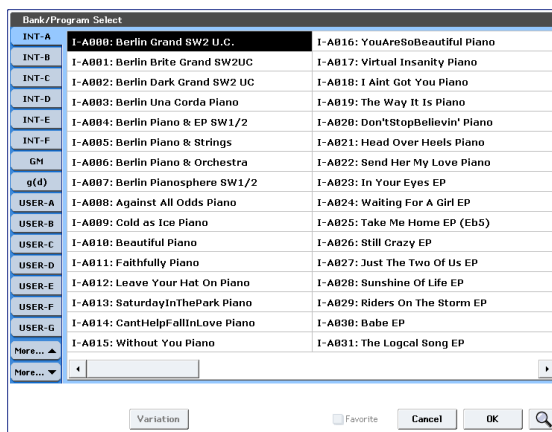 Bank/Program Select
INT-A
INT-B
INT-C
INT-D
INT-E
INT-F
GM
g(d)
USER-A
USER-B
USER-C
USER-D
USER-E
USER-F
USER-G
More...
More...
I-A000: Berlin Grand SW2 U.C.
I-A001: Berlin Brite Grand SW2UC
I-A002: Berlin Dark Grand SW2 UC
I-A003: Berlin Una Corda Piano
I-A004: Berlin Piano & EP SW1/2
I-A005: Berlin Piano & Strings
I-A006: Berlin Piano & Orchestra
I-A007: Berlin Pianosphere SW1/2
I-A008: Against All Odds Piano
I-A009: Cold as Ice Piano
I-A010: Beautiful Piano
I-A011: Faithfully Piano
I-A012: Leave Your Hat On Piano
I-A013: SaturdayInThePark Piano
I-A014: CantHelpFallInLove Piano
I-A015: Without You Piano
I-A016: YouAreSoBeautiful Piano
I-A017: Virtual Insanity Piano
I-A018: I Aint Got You Piano
I-A019: The Way It Is Piano
I-A020: Don'tStopBelievin' Piano
I-A021: Head Over Heels Piano
I-A022: Send Her My Love Piano
I-A023: In Your Eyes EP
I-A024: Waiting For A Girl EP
I-A025: Take Me Home EP (Eb5)
I-A026: Still Crazy EP
I-A027: Just The Two Of Us EP
I-A028: Sunshine Of Life EP
I-A029: Riders On The Storm EP
I-A030: Babe EP
I-A031: The Logcal Song EP
Variation
Favorite
Cancel
OK